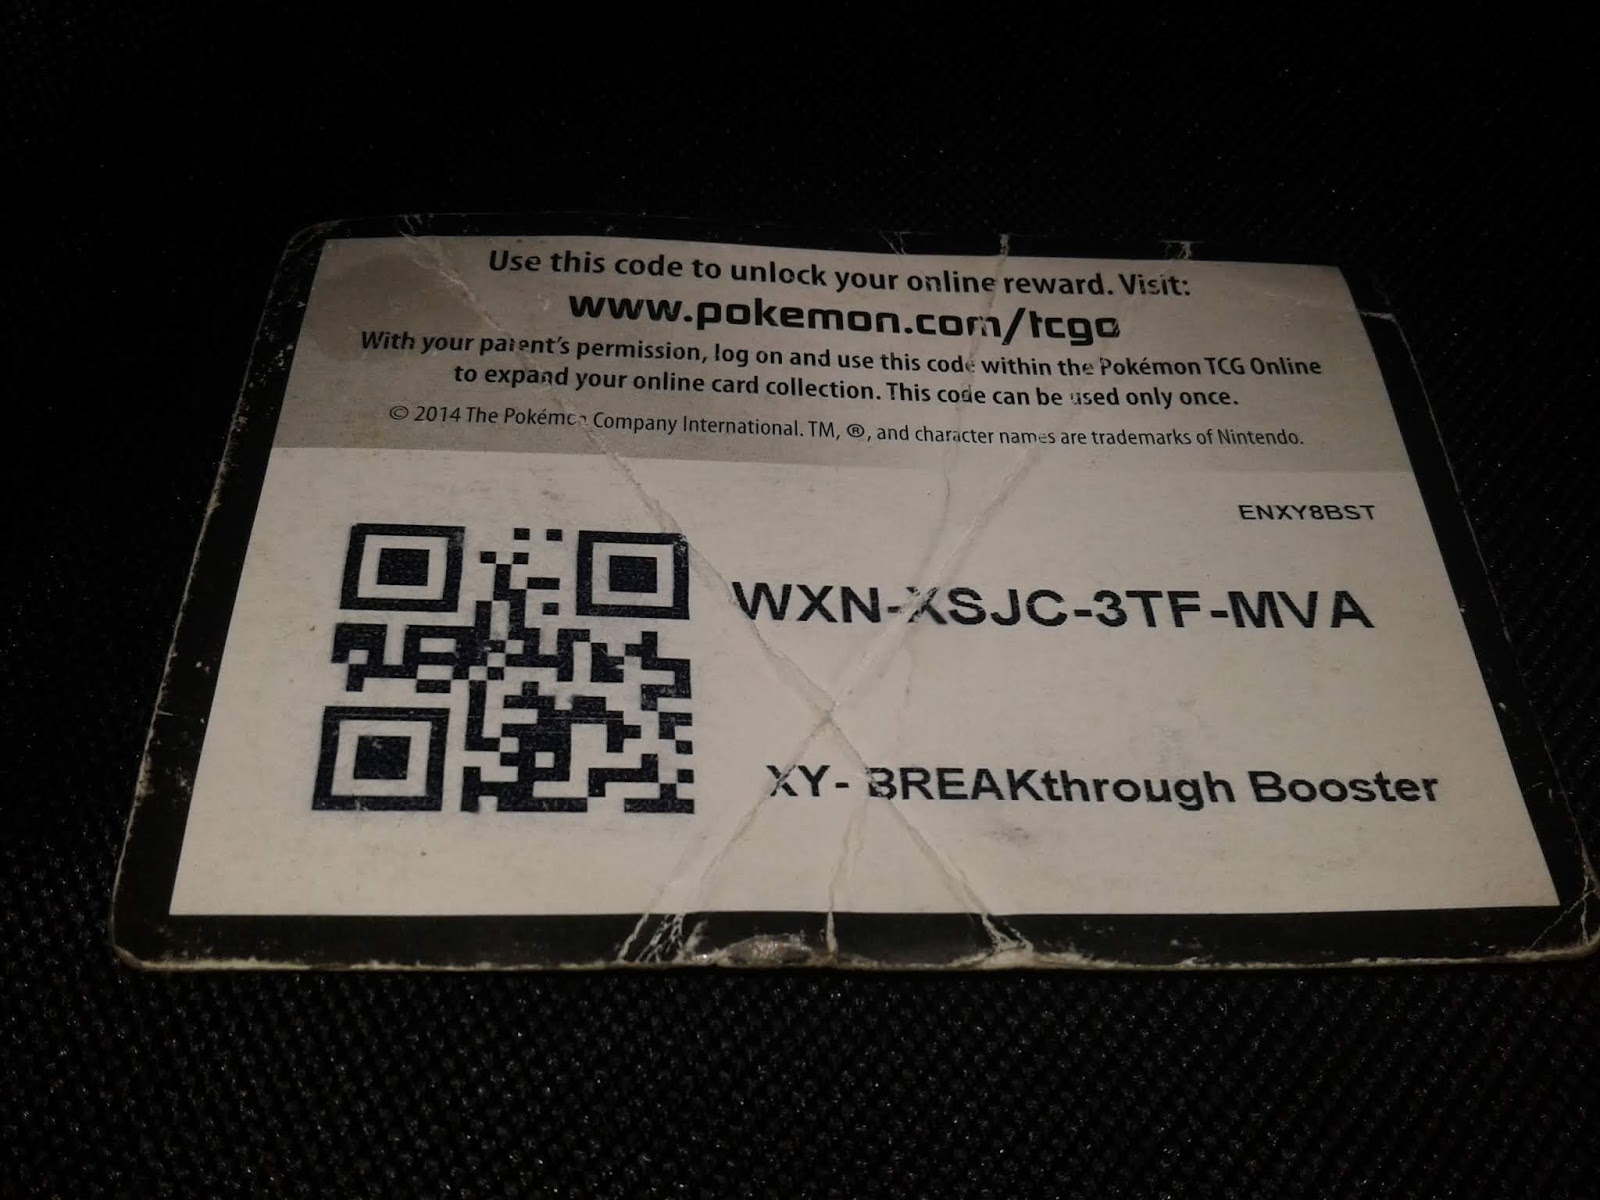 Use this code to unlock your online reward. Visit:
www.pokemon.com/tcgo
With your parent's permission, log on and use this code within the Pokémon TCG Online
to expand your online card collection. This code can be used only once.
© 2014 The Pokémon Company International. TM, ®, and character names are trademarks of Nintendo.
ENXY8BST
WXN-XSJC-3TF-MVA
XY- BREAKthrough Booster